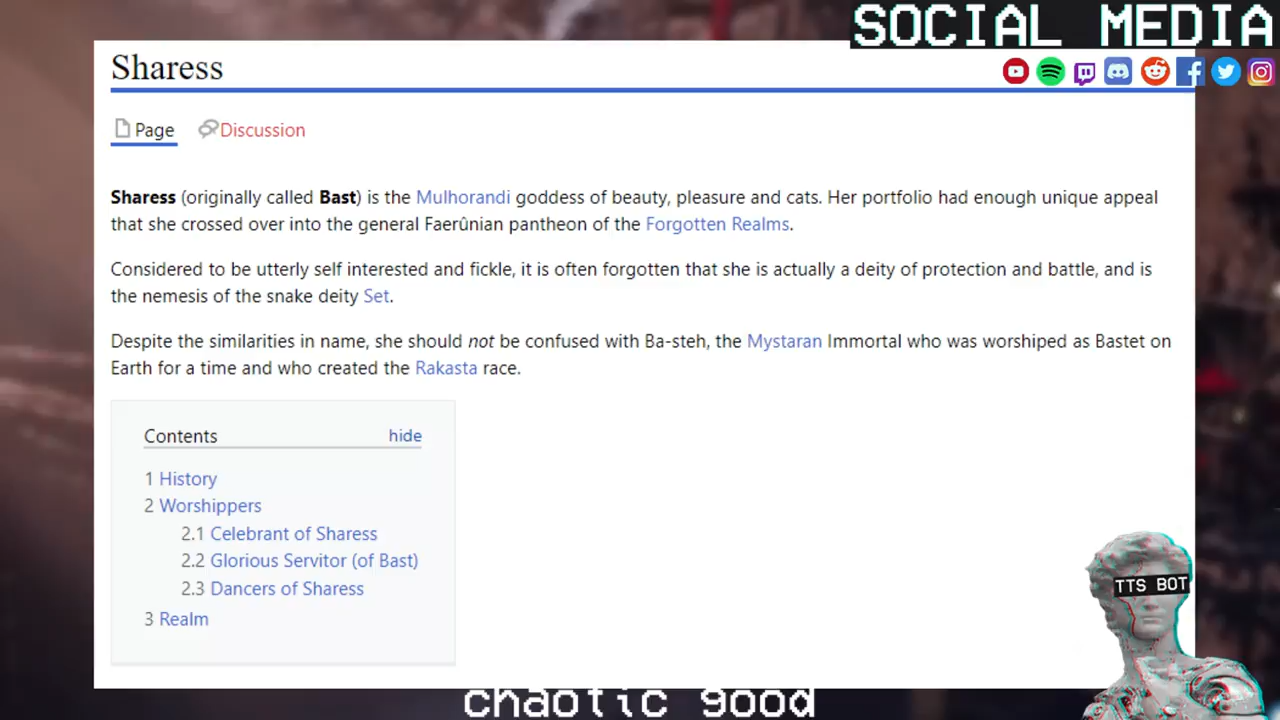 SOCIAL MEDIA
Sharess
Page
Discussion
Sharess (originally called Bast) is the Mulhorandi goddess of beauty, pleasure and cats. Her portfolio had enough unique appeal
that she crossed over into the general Faerûnian pantheon of the Forgotten Realms.
Considered to be utterly self interested and fickle, it is often forgotten that she is actually a deity of protection and battle, and is
the nemesis of the snake deity Set.
Despite the similarities in name, she should not be confused with Ba-steh, the Mystaran Immortal who was worshiped as Bastet on
Earth for a time and who created the Rakasta race.
Contents hide
1 History
2 Worshippers
2.1 Celebrant of Sharess
2.2 Glorious Servitor (of Bast)
2.3 Dancers of Sharess
3 Realm
TTS BOT
chaotic good